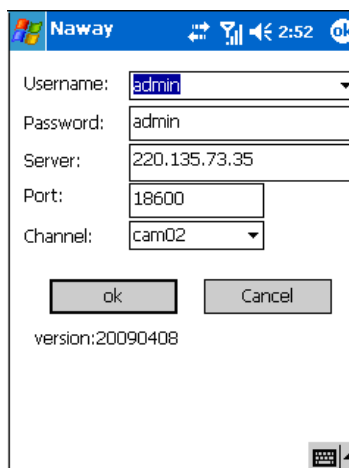 Naway 2:52 ok
Username: admin
Password: admin
Server: 220.135.73.35
Port: 18600
Channel: cam02
ok Cancel
version:20090408